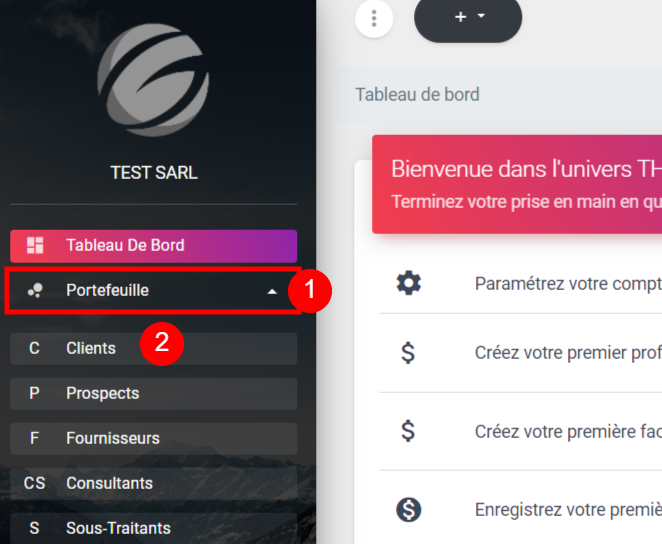 TEST SARL
Tableau De Bord
Portefeuille
1
C Clients
2
P Prospects
F Fournisseurs
CS Consultants
S Sous-Traitants
+
Tableau de bord
Bienvenue dans l'univers TH
Terminez votre prise en main en qu
Paramétrez votre compt
$ Créez votre premier prof
$ Créez votre première fac
$ Enregistrez votre premiè